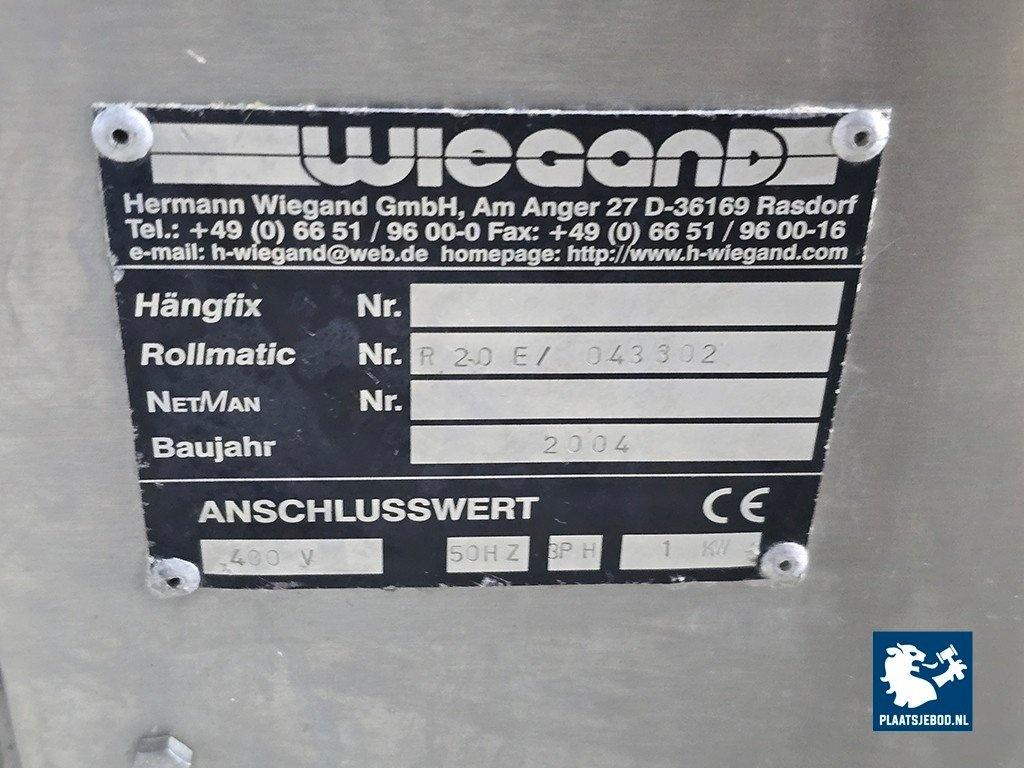 WIEGAND
Hermann Wiegand GmbH, Am Anger 27 D-36169 Rasdorf
Tel.: +49 (0) 66 51 / 96 00-0 Fax: +49 (0) 66 51 / 96 00-16
e-mail: h-wiegand@web.de homepage: http://www.h-wiegand.com
Hängfix Nr.
Rollmatic Nr. R 20 E/ 043302
NETMAN Nr.
Baujahr 2004
ANSCHLUSSWERT CE
400 V 50HZ 3PH 1 KW
PLAATSJEBOD.NL